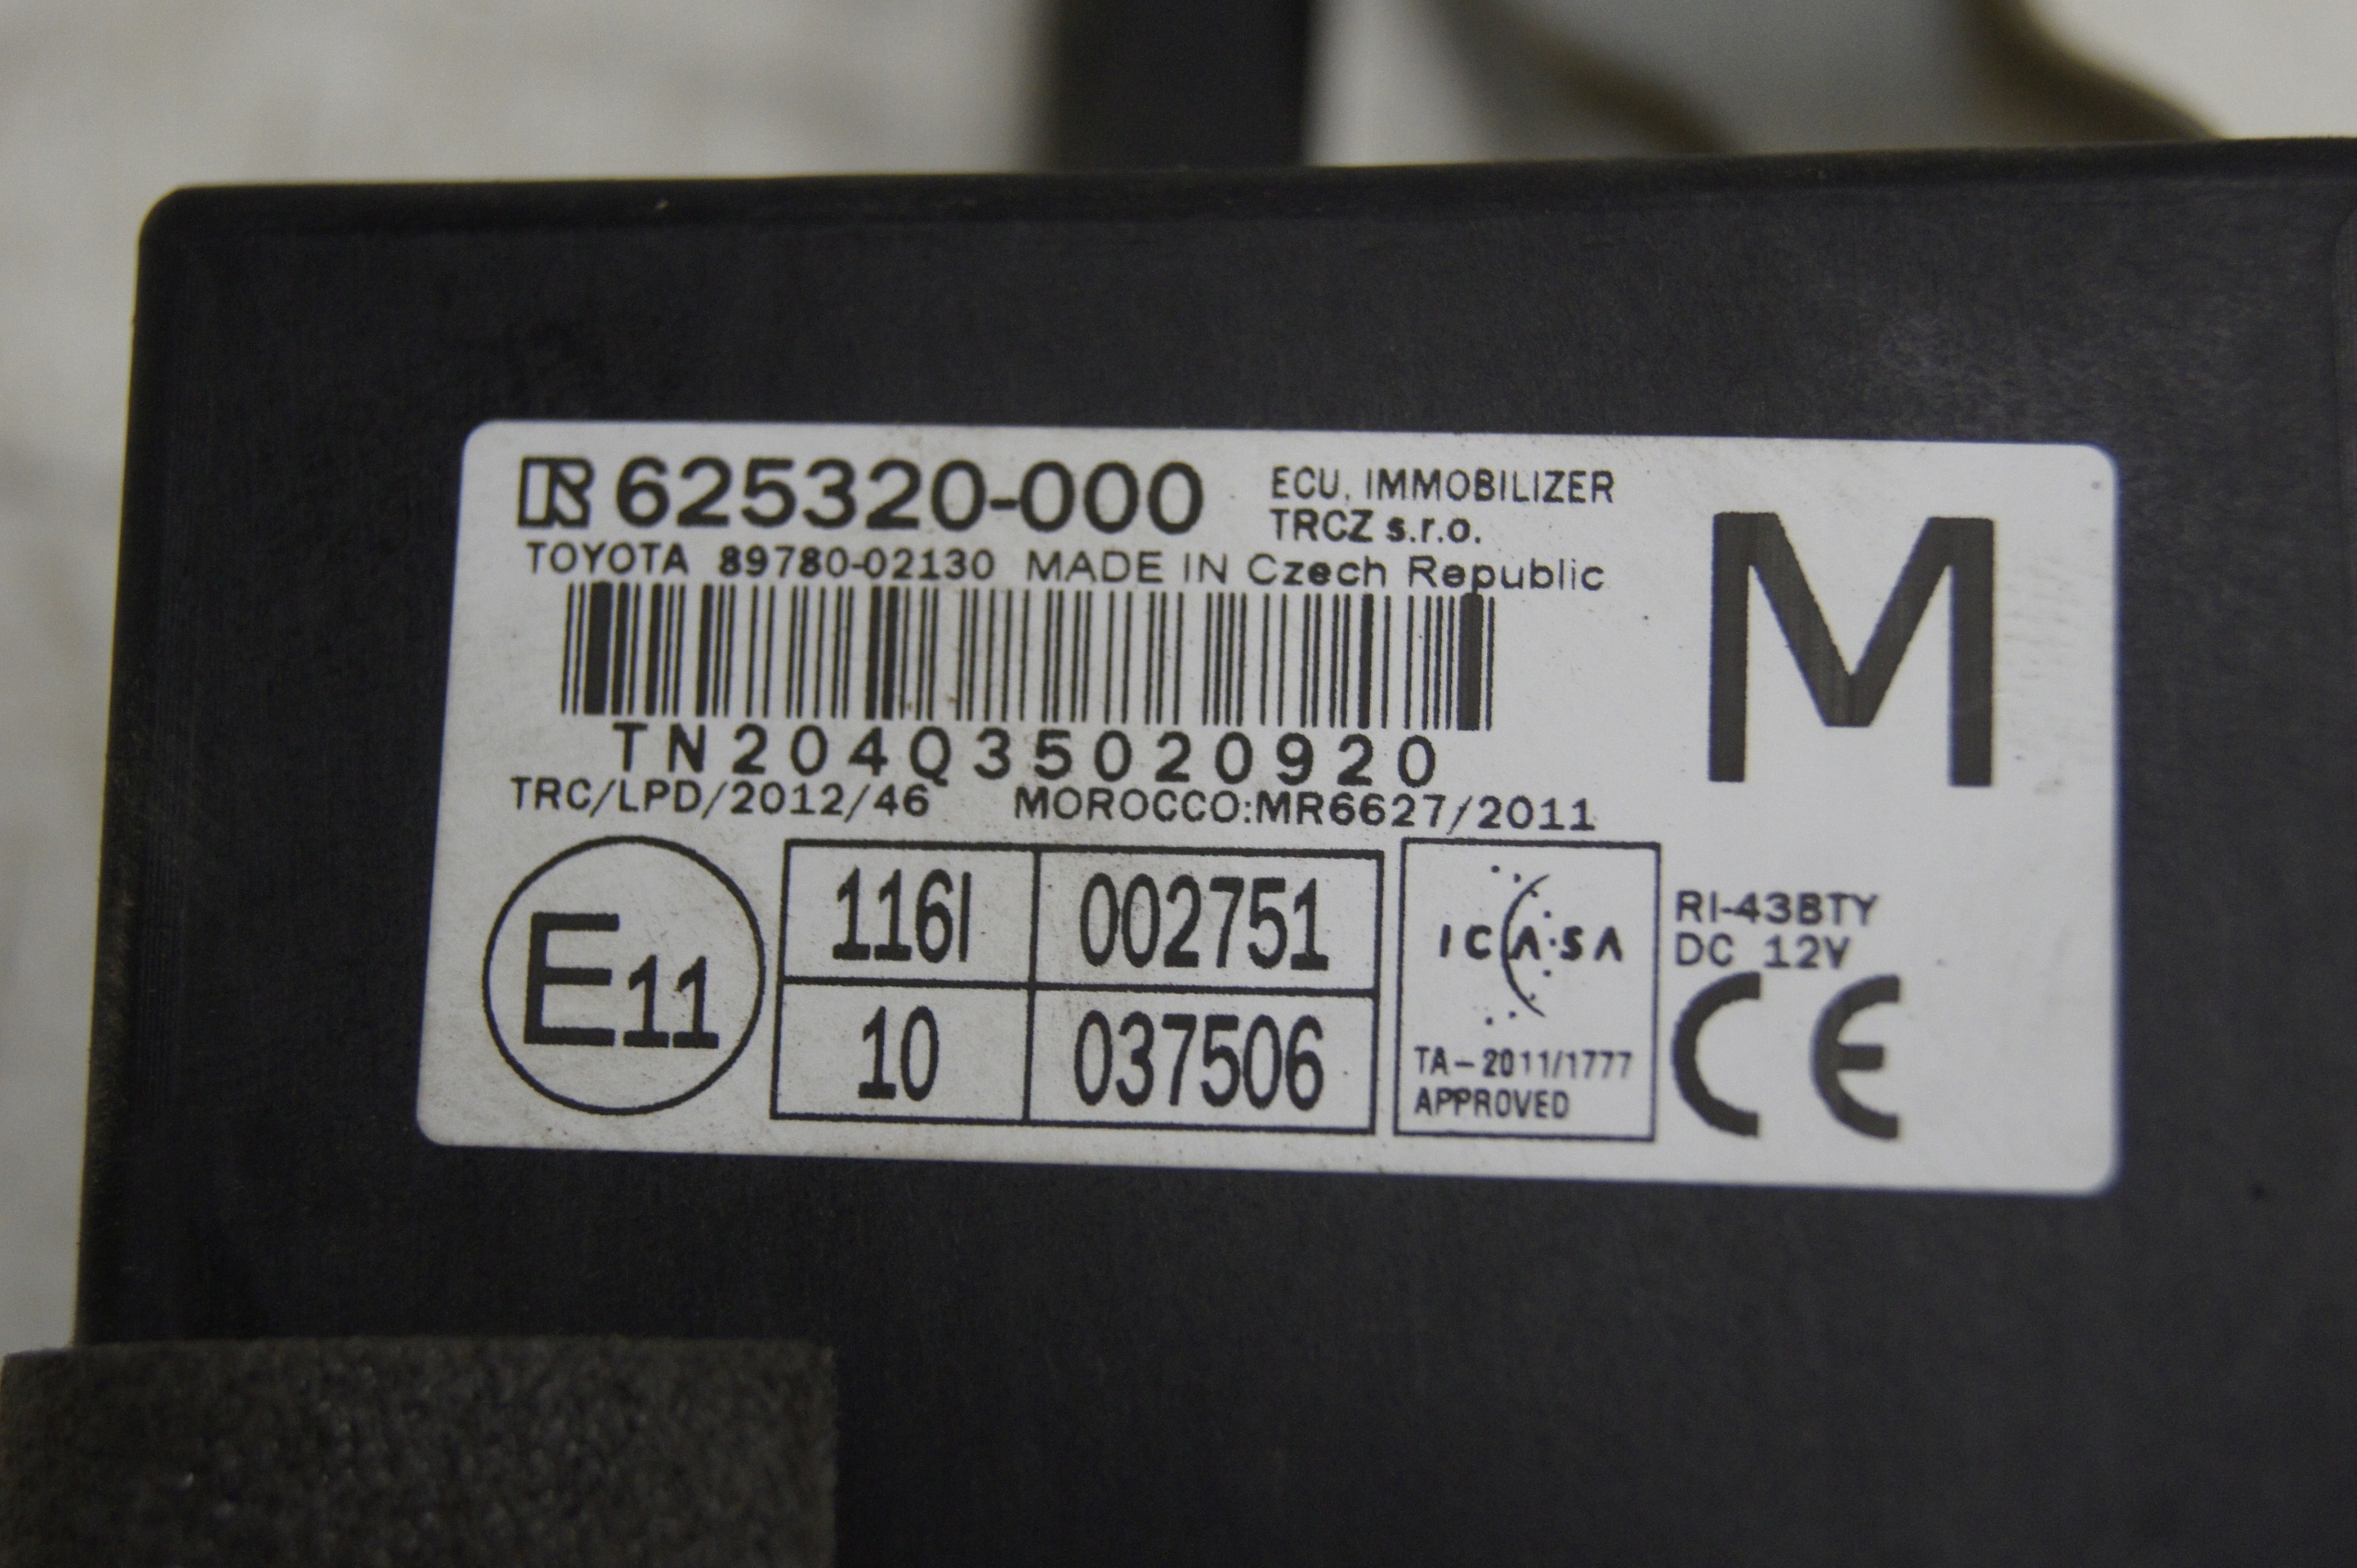 R 625320-000 ECU, IMMOBILIZER
TRCZ s.r.o.
TOYOTA 89780-02130 MADE IN Czech Republic
M
TN204Q35020920
TRC/LPD/2012/46 MOROCCO:MR6627/2011
E11
116I 002751
10 037506
ICASA
TA-2011/1777
APPROVED
RI-43BTY
DC 12V
CE